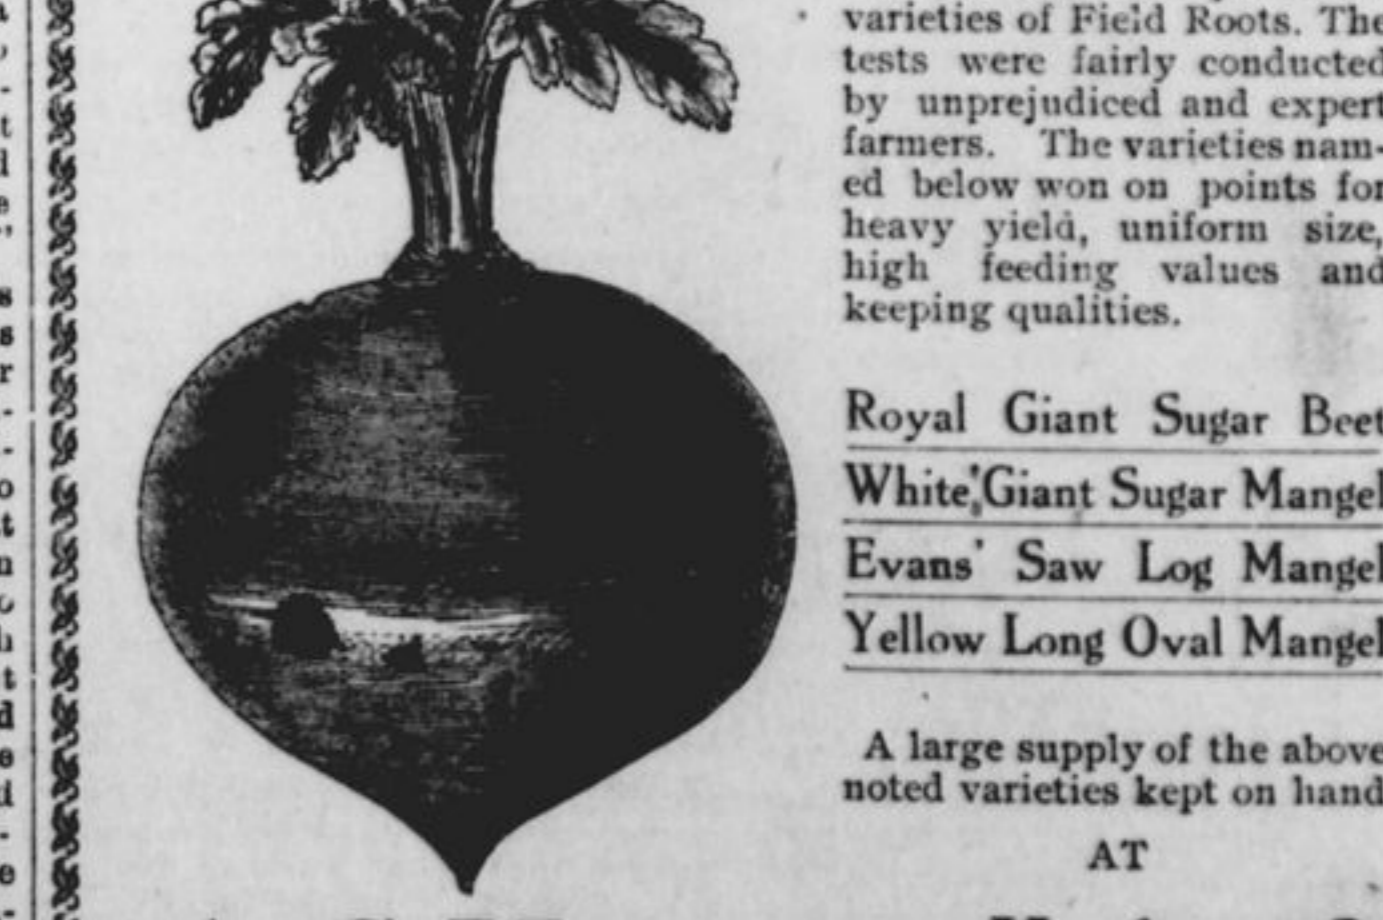 varieties of Field Roots. The
tests were fairly conducted
by unprejudiced and expert
farmers. The varieties nam-
ed below won on points for
heavy yield, uniform size,
high feeding values and
keeping qualities.
Royal Giant Sugar Beet
White Giant Sugar Mangel
Evans' Saw Log Mangel
Yellow Long Oval Mangel
A large supply of the above
noted varieties kept on hand
AT